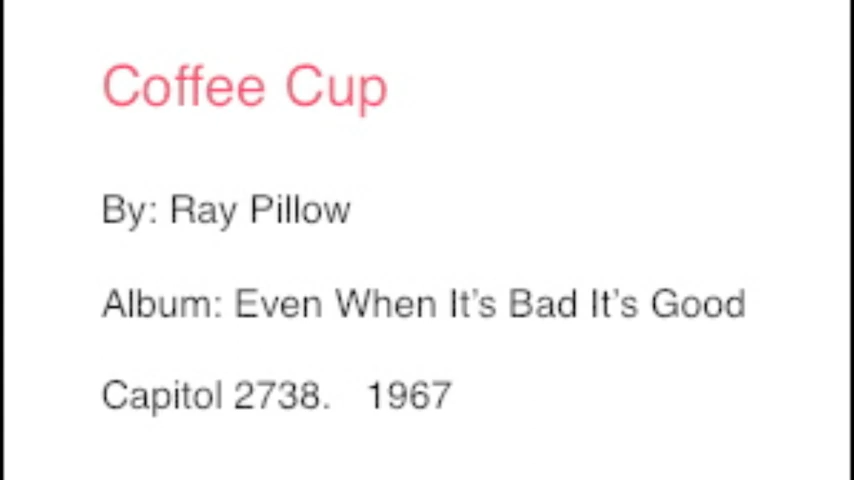 Coffee Cup
By: Ray Pillow
Album: Even When It’s Bad It’s Good
Capitol 2738.   1967